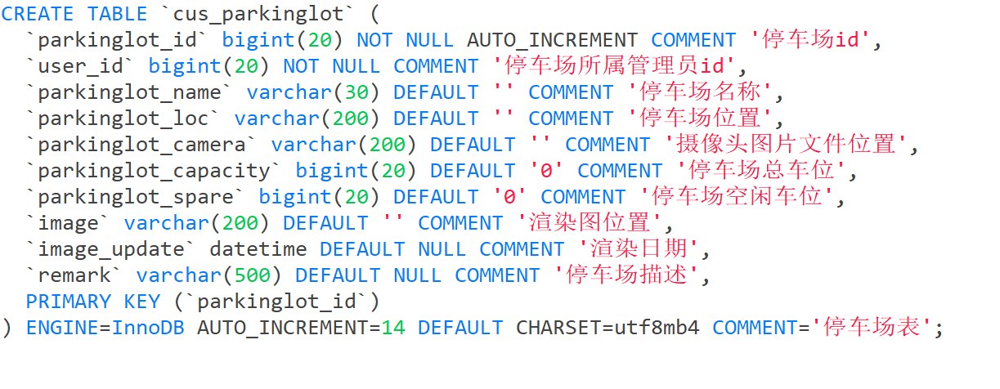 CREATE TABLE `cus_parkinglot` (
  `parkinglot_id` bigint(20) NOT NULL AUTO_INCREMENT COMMENT '停车场id',
  `user_id` bigint(20) NOT NULL COMMENT '停车场所属管理员id',
  `parkinglot_name` varchar(30) DEFAULT '' COMMENT '停车场名称',
  `parkinglot_loc` varchar(200) DEFAULT '' COMMENT '停车场位置',
  `parkinglot_camera` varchar(200) DEFAULT '' COMMENT '摄像头图片文件位置',
  `parkinglot_capacity` bigint(20) DEFAULT '0' COMMENT '停车场总车位',
  `parkinglot_spare` bigint(20) DEFAULT '0' COMMENT '停车场空闲车位',
  `image` varchar(200) DEFAULT '' COMMENT '渲染图位置',
  `image_update` datetime DEFAULT NULL COMMENT '渲染日期',
  `remark` varchar(500) DEFAULT NULL COMMENT '停车场描述',
  PRIMARY KEY (`parkinglot_id`)
) ENGINE=InnoDB AUTO_INCREMENT=14 DEFAULT CHARSET=utf8mb4 COMMENT='停车场表';